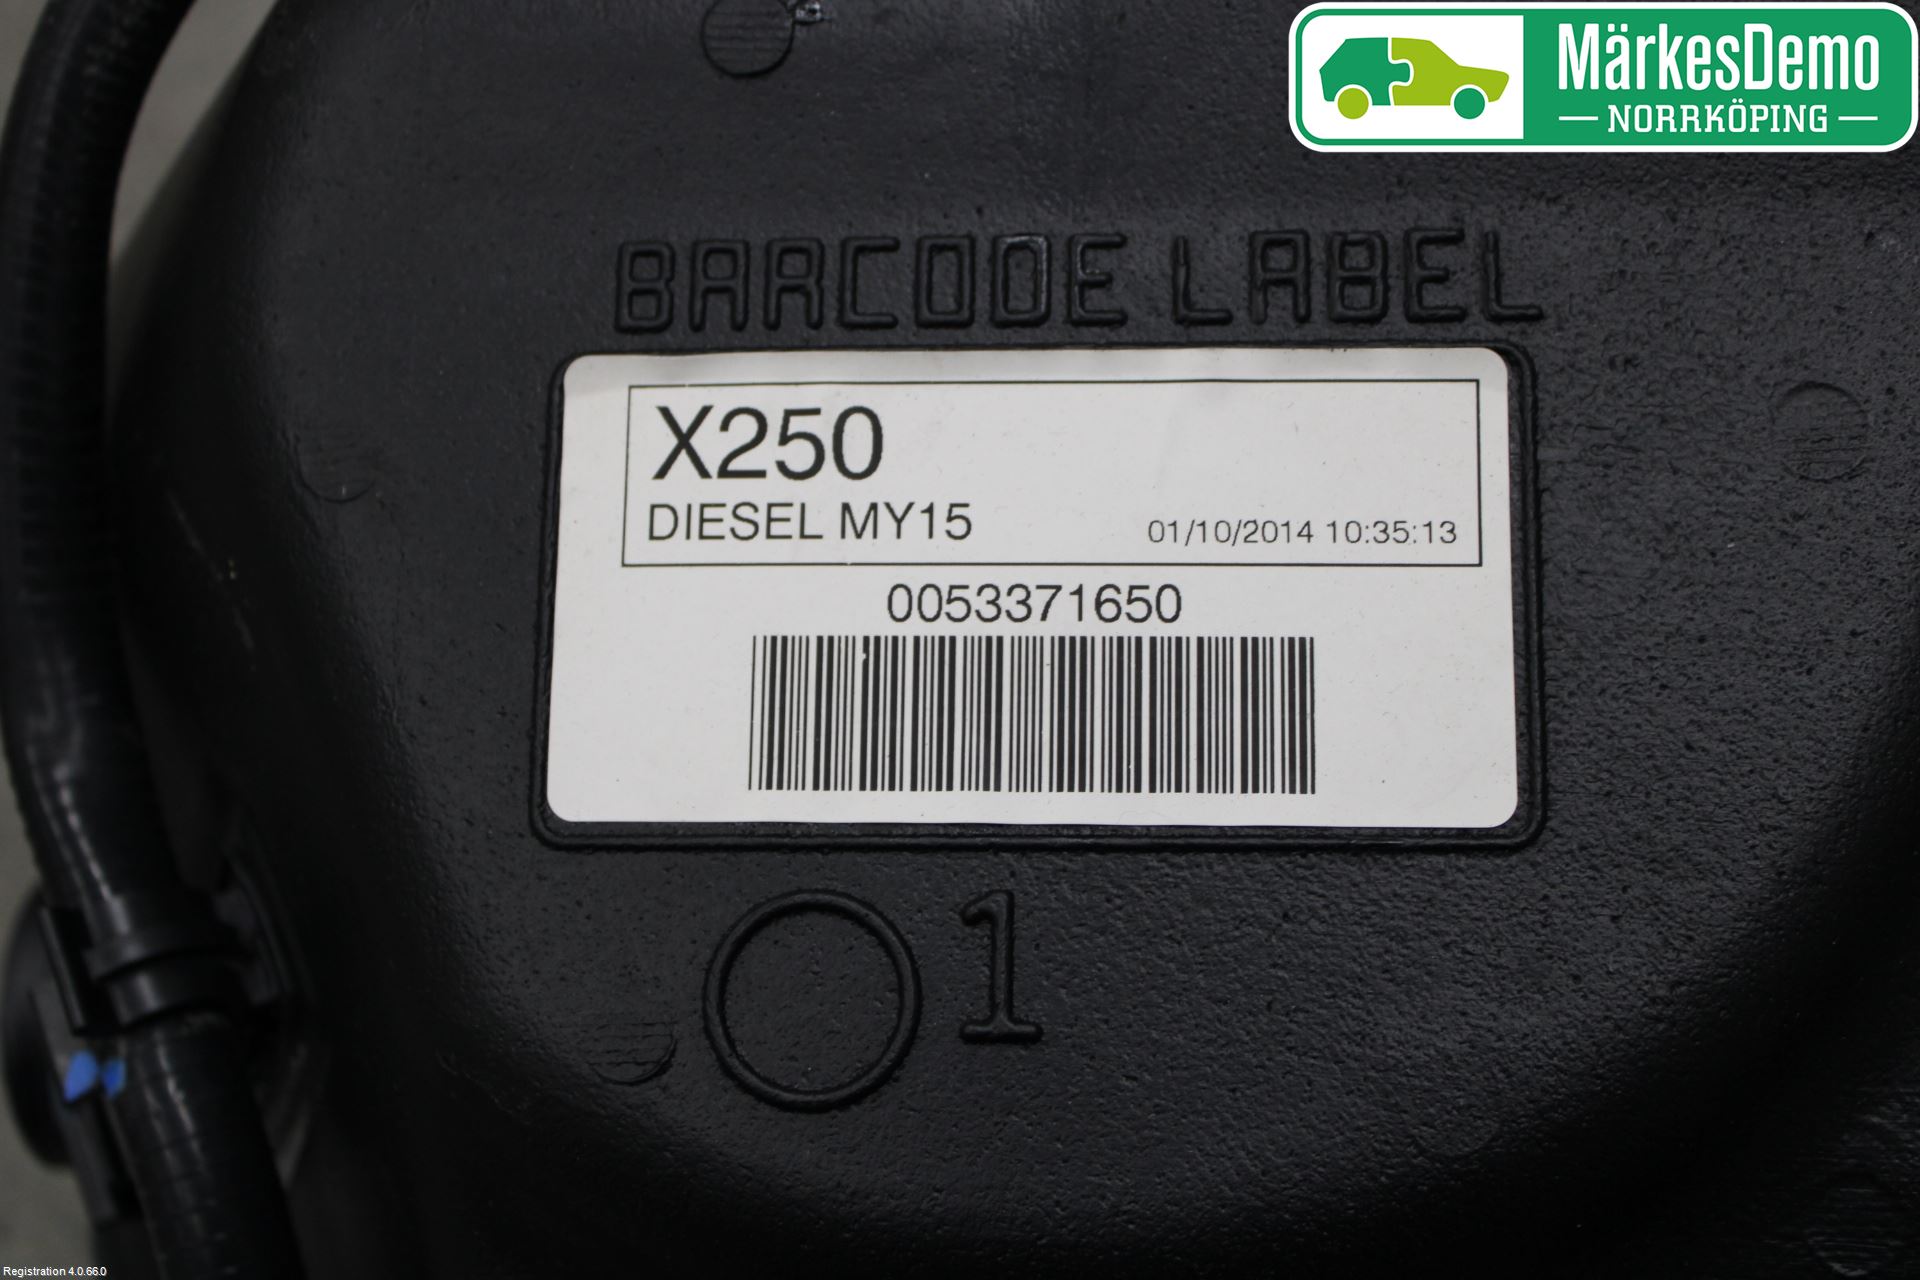 MärkesDemo
NORRKÖPING
BARCODE LABEL
X250
DIESEL MY15
01/10/2014 10:35:13
0053371650
1
Registration 4.0.66.0